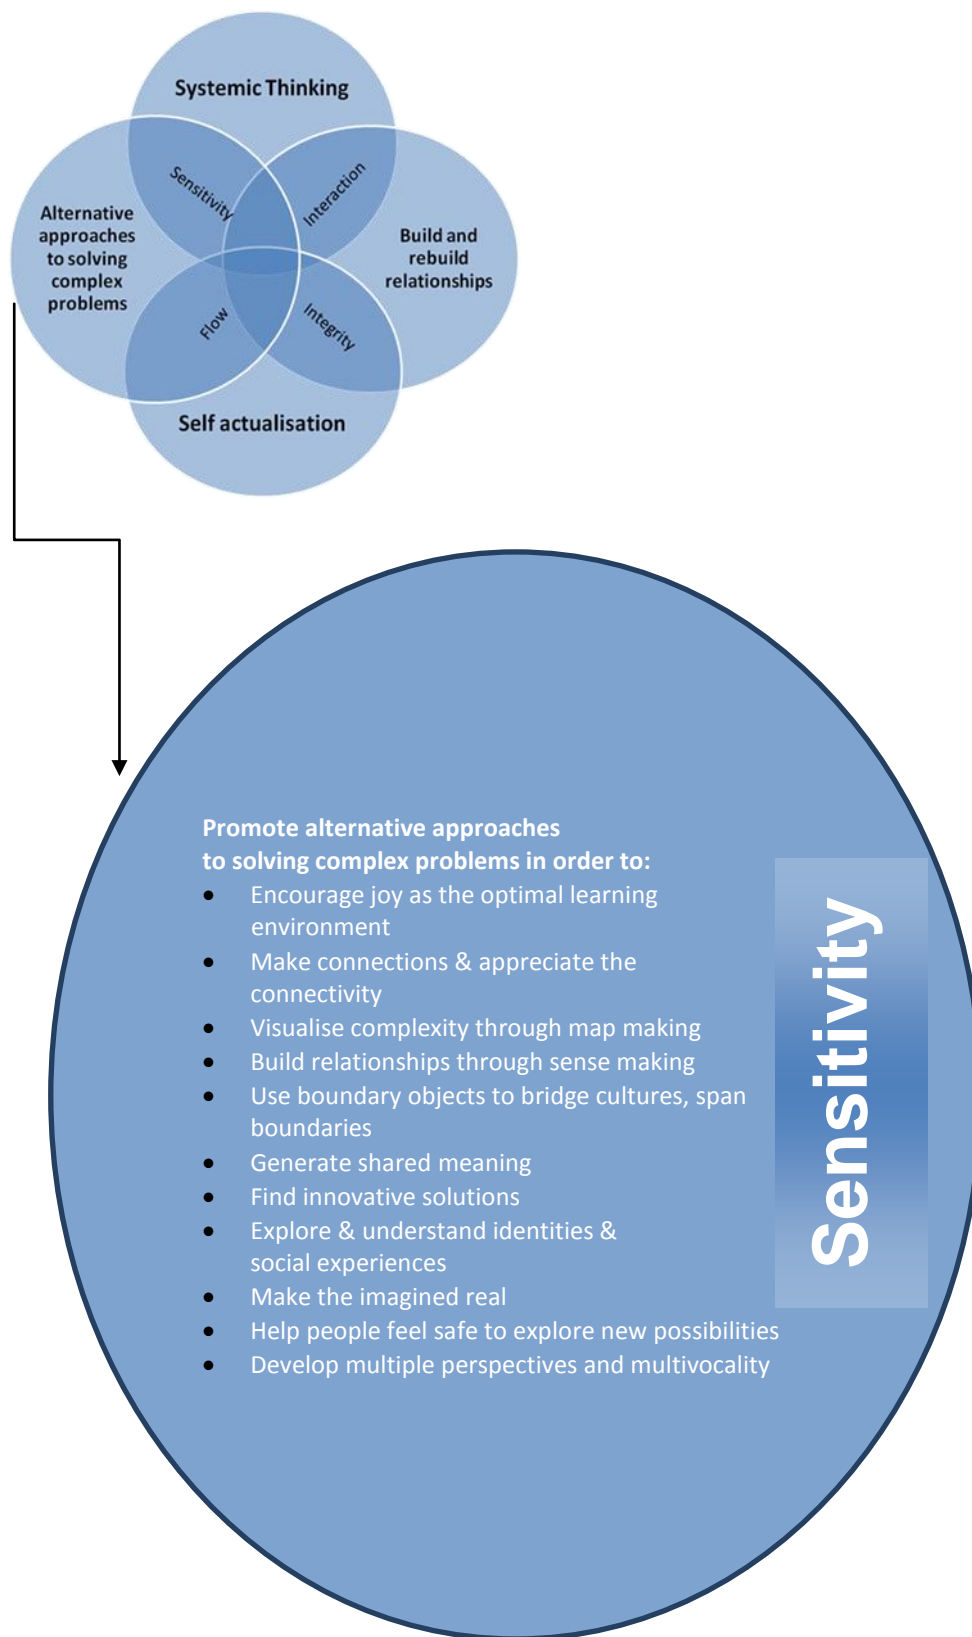 Systemic Thinking
Sensitivity
Interaction
Alternative
approaches
to solving
complex
problems
Build and
rebuild
relationships
Flow
Integrity
Self actualisation
Promote alternative approaches
to solving complex problems in order to:
• Encourage joy as the optimal learning
environment
• Make connections & appreciate the
connectivity
• Visualise complexity through map making
• Build relationships through sense making
• Use boundary objects to bridge cultures, span
boundaries
• Generate shared meaning
• Find innovative solutions
• Explore & understand identities &
social experiences
• Make the imagined real
• Help people feel safe to explore new possibilities
• Develop multiple perspectives and multivocality
Sensitivity